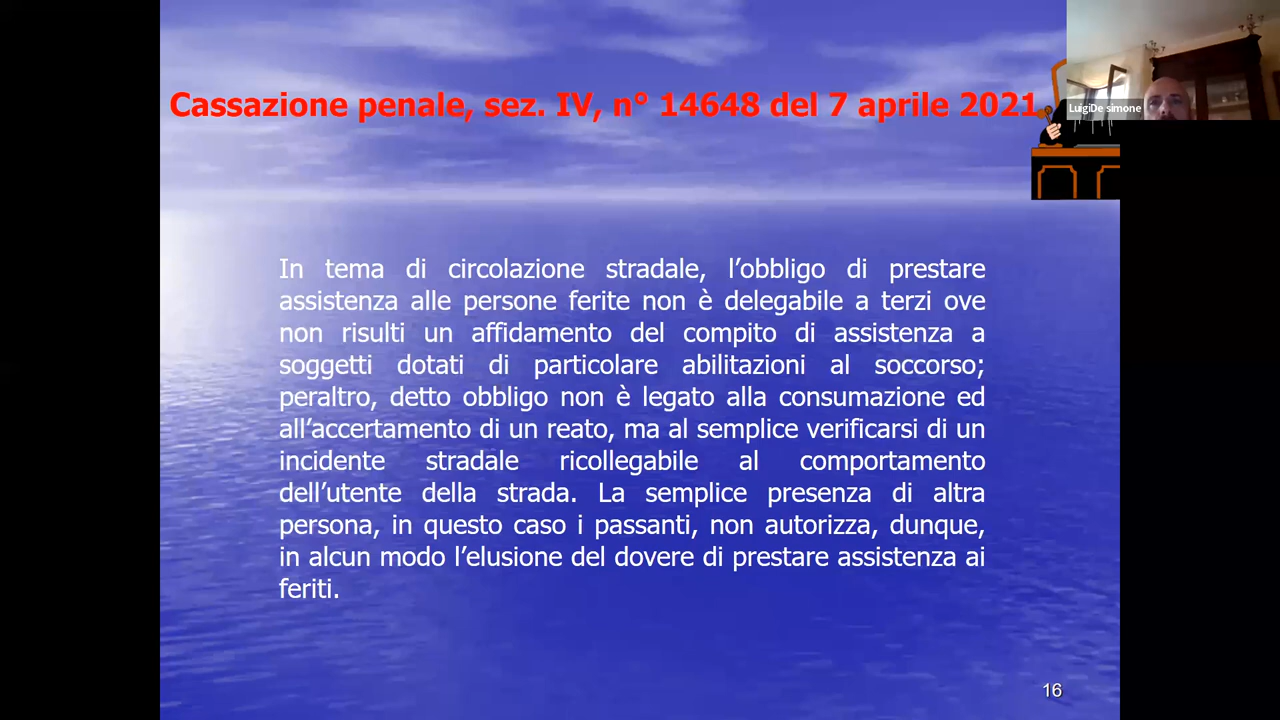 Cassazione penale, sez. IV, n° 14648 del 7 aprile 2021
LuigiDe simone
In tema di circolazione stradale, l’obbligo di prestare
assistenza alle persone ferite non è delegabile a terzi ove
non risulti un affidamento del compito di assistenza a
soggetti dotati di particolare abilitazioni al soccorso;
peraltro, detto obbligo non è legato alla consumazione ed
all’accertamento di un reato, ma al semplice verificarsi di un
incidente stradale ricollegabile al comportamento
dell’utente della strada. La semplice presenza di altra
persona, in questo caso i passanti, non autorizza, dunque,
in alcun modo l’elusione del dovere di prestare assistenza ai
feriti.
16